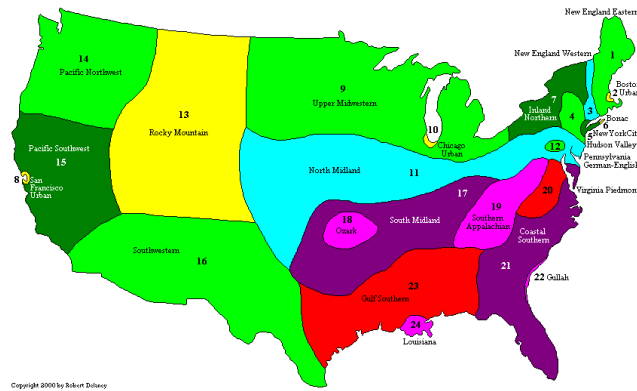 New England Eastern
14
1
Pacific Northwest
New England Western
9
Boston
2 Urban
7
13
Upper Midwestern
Inland
Northern
3
6
Bonac
4
Rocky Mountain
10
5
New York City
Pacific Southwest
Chicago
Urban
12
Hudson Valley
15
Pennsylvania
German-English
North Midland
11
8
San
Francisco
Urban
17
20
Virginia Piedmont
19
18
South Midland
Southern
Appalachian
Ozark
Coastal
Southern
Southwestern
16
21
22 Gullah
23
Gulf Southern
24
Louisiana
Copyright 2000 by Robert Delaney